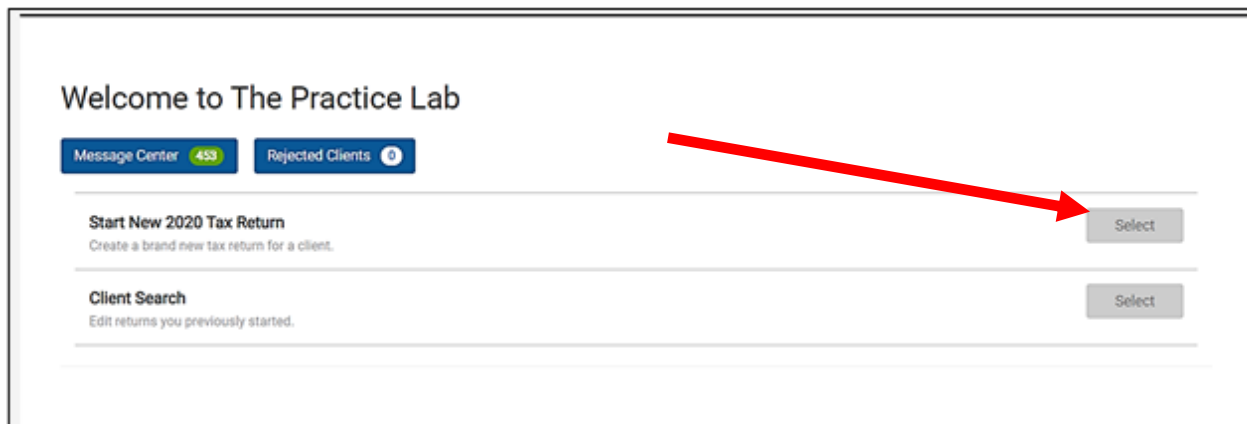 Welcome to The Practice Lab
Message Center 453 Rejected Clients 0
Start New 2020 Tax Return
Select
Create a brand new tax return for a client.
Client Search
Select
Edit returns you previously started.